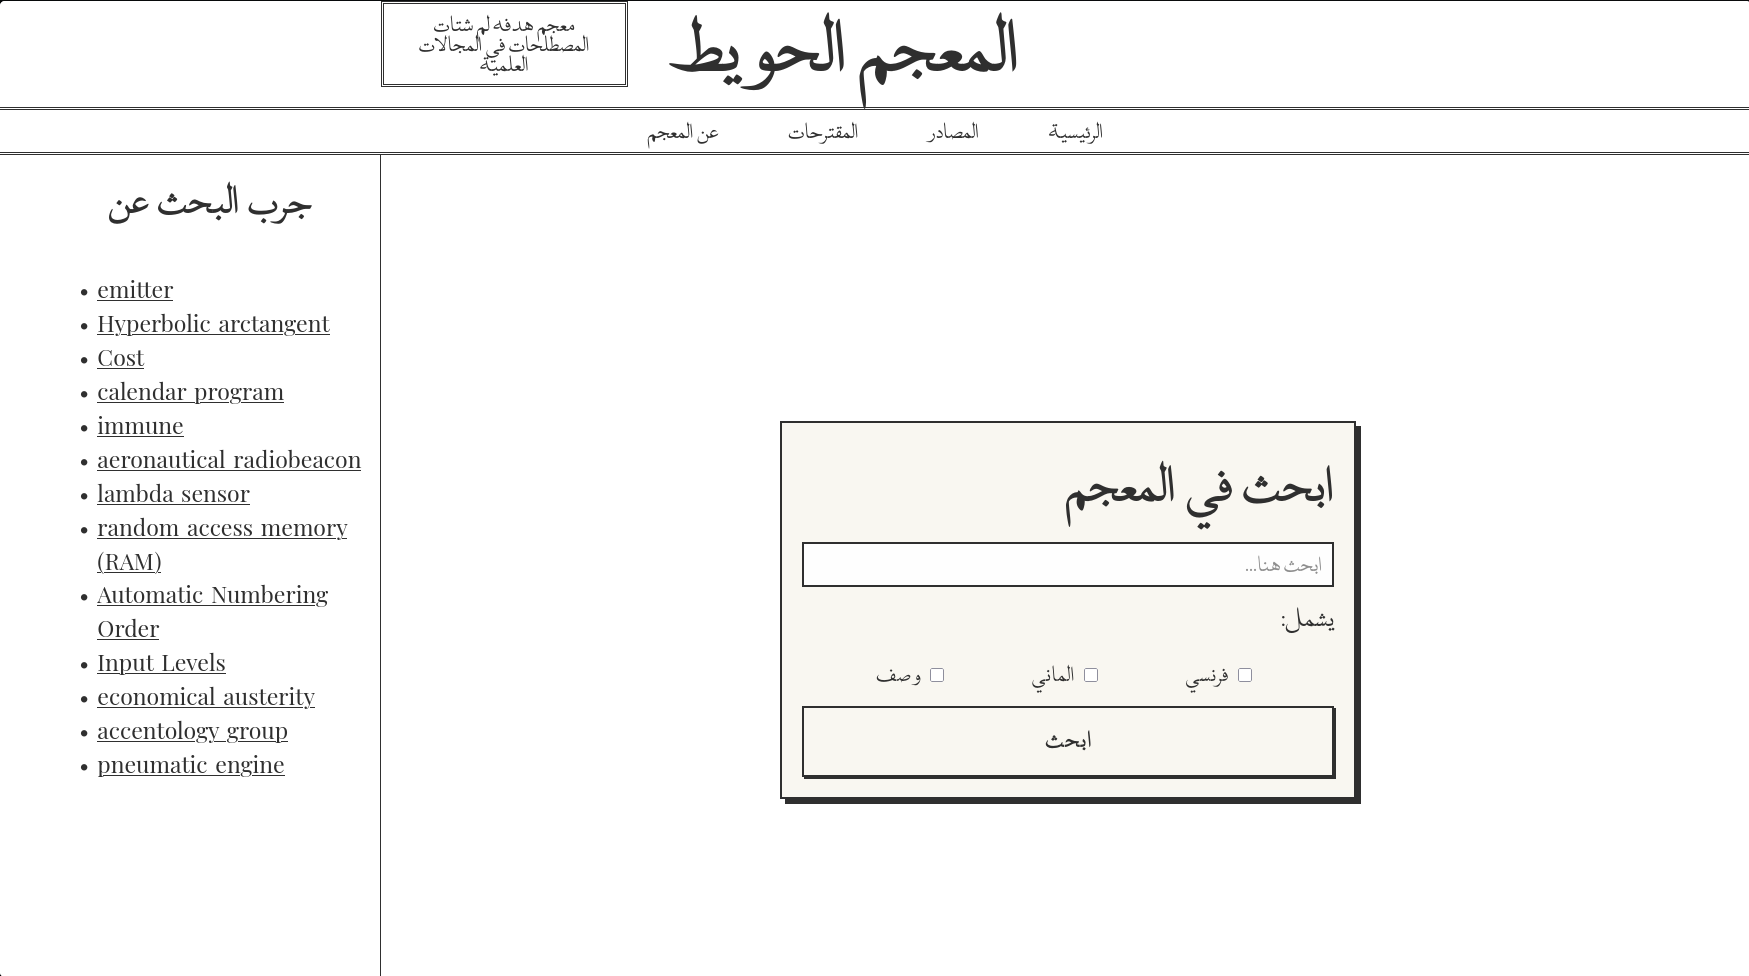 المعجم الحويط
معجم هدفه لم شتات
المصطلحات في المجالات
العلمية
الرئيسية
المصادر
المقترحات
عن المعجم
جرب البحث عن
emitter
Hyperbolic arctangent
Cost
calendar program
immune
aeronautical radiobeacon
lambda sensor
random access memory
(RAM)
Automatic Numbering
Order
Input Levels
economical austerity
accentology group
pneumatic engine
ابحث في المعجم
ابحث هنا...
يشمل:
فرنسي
الماني
وصف
ابحث